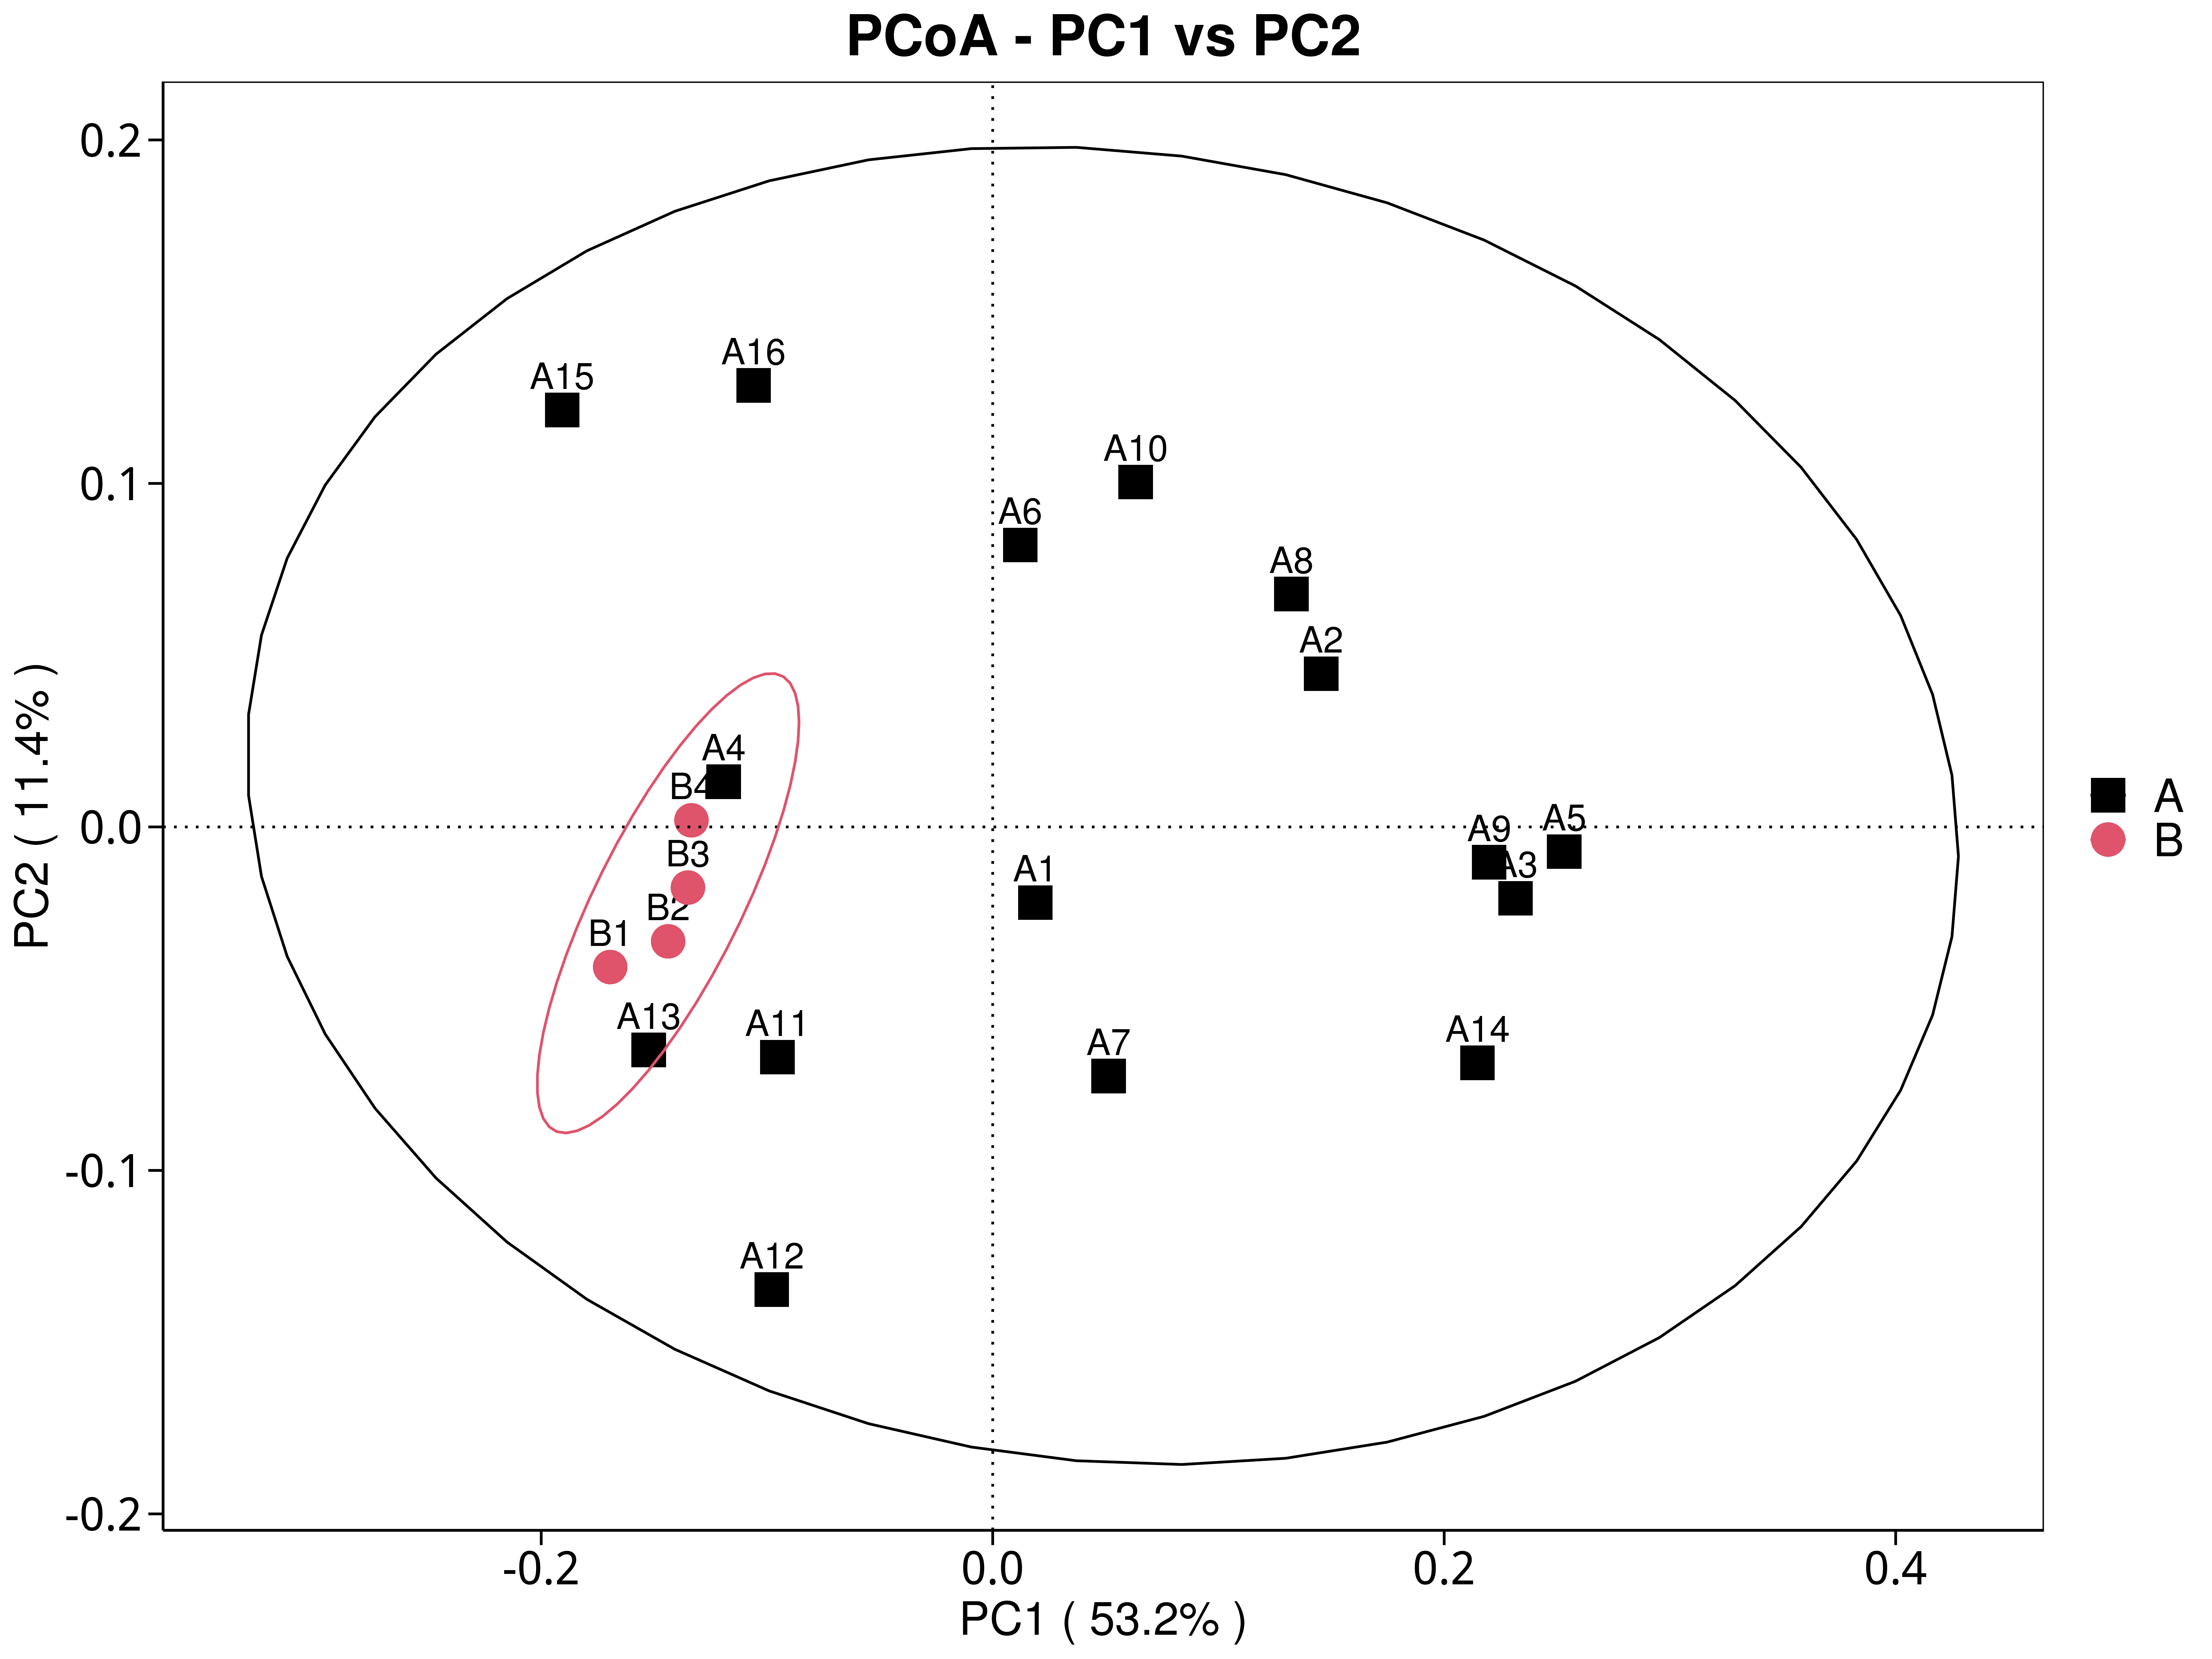 PCoA - PC1 vs PC2
0.2
0.1
0.0
-0.1
-0.2
PC2 ( 11.4% )
A16
A15
A10
A6
A8
A2
A4
B4
A9
A5
B3
A3
A1
B2
B1
A13
A11
A14
A7
A12
A
B
-0.2
0.0
0.2
0.4
PC1 ( 53.2% )